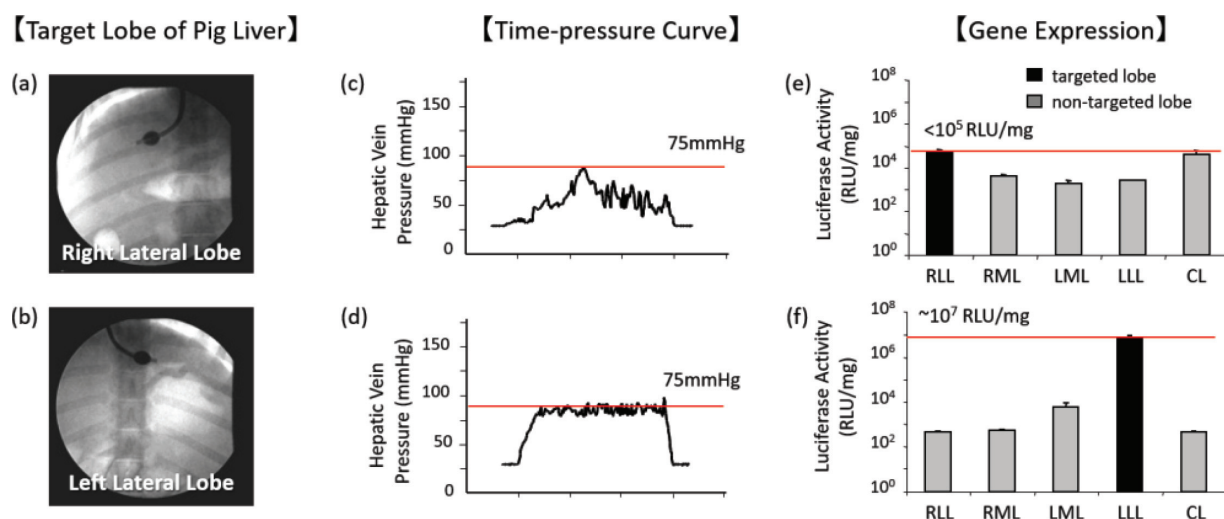 【Target Lobe of Pig Liver】
【Time-pressure Curve】
【Gene Expression】
(a)
Right Lateral Lobe
(b)
Left Lateral Lobe
(c)
Hepatic Vein
Pressure (mmHg)
150
100
50
0
75mmHg
(d)
Hepatic Vein
Pressure (mmHg)
150
100
50
0
75mmHg
(e)
targeted lobe
non-targeted lobe
<10⁵ RLU/mg
Luciferase Activity
(RLU/mg)
10⁸
10⁶
10⁴
10²
10⁰
RLL RML LML LLL CL
(f)
~10⁷ RLU/mg
Luciferase Activity
(RLU/mg)
10⁸
10⁶
10⁴
10²
10⁰
RLL RML LML LLL CL